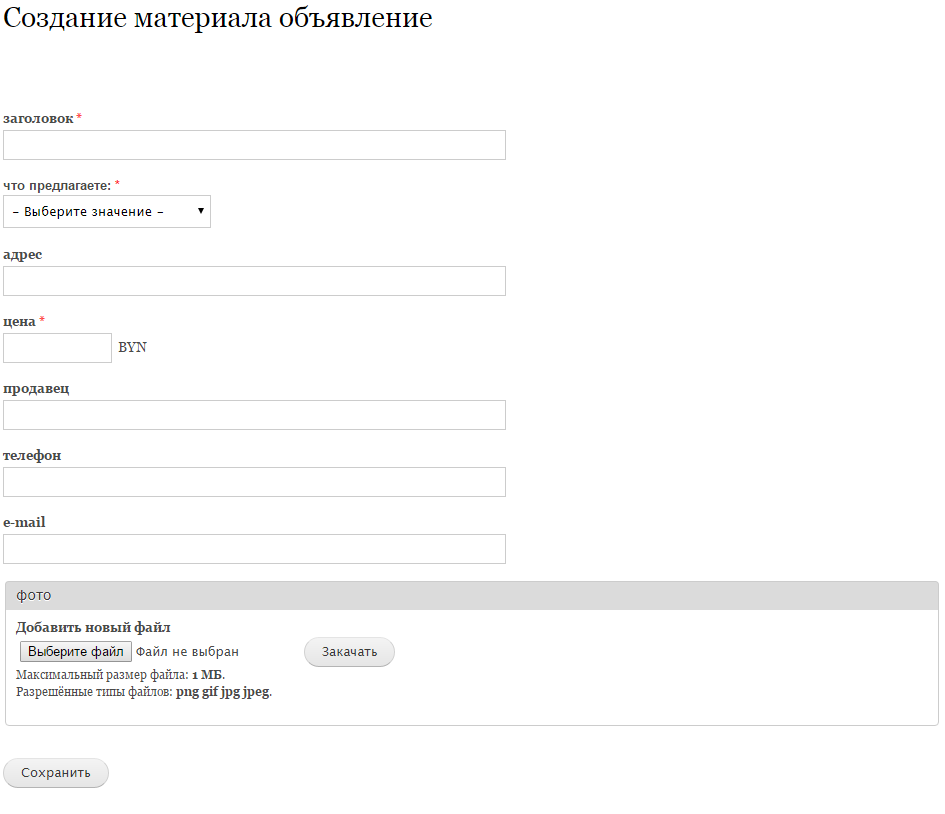 Создание материала объявление
заголовок *
что предлагаете: *
– Выберите значение –
адрес
цена *
BYN
продавец
телефон
e-mail
фото
Добавить новый файл
Выберите файл Файл не выбран Закачать
Максимальный размер файла: 1 МБ.
Разрешённые типы файлов: png gif jpg jpeg.
Сохранить